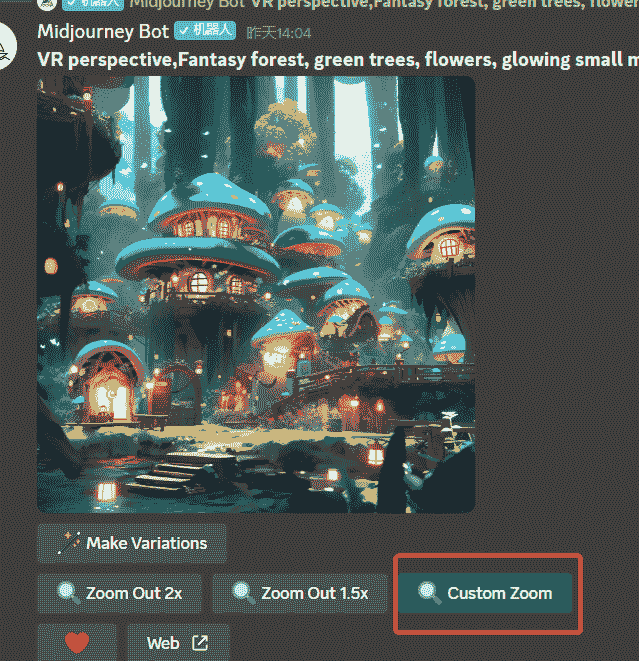 ✓ 机器人 Midjourney Bot VR perspective,Fantasy forest, green trees, flower
Midjourney Bot ✓ 机器人 昨天14:04
VR perspective,Fantasy forest, green trees, flowers, glowing small m
Make Variations
Zoom Out 2x Zoom Out 1.5x Custom Zoom
Web